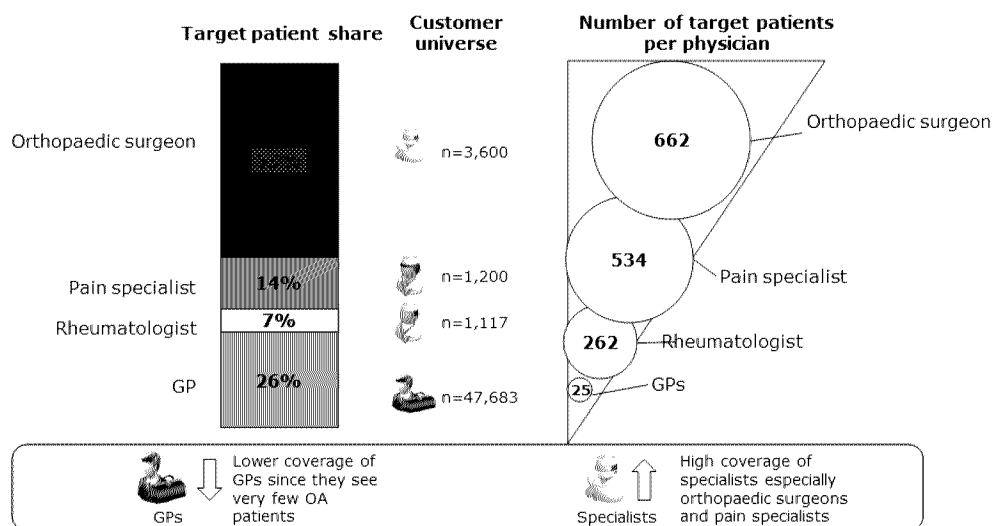 Target patient share
Customer
universe
Number of target patients
per physician
Orthopaedic surgeon
n=3,600
662
Orthopaedic surgeon
14%
Pain specialist
n=1,200
534
Pain specialist
7%
Rheumatologist
n=1,117
262
Rheumatologist
26%
GP
n=47,683
25
GPs
Lower coverage of
GPs since they see
very few OA
patients
GPs
High coverage of
specialists especially
orthopaedic surgeons
and pain specialists
Specialists